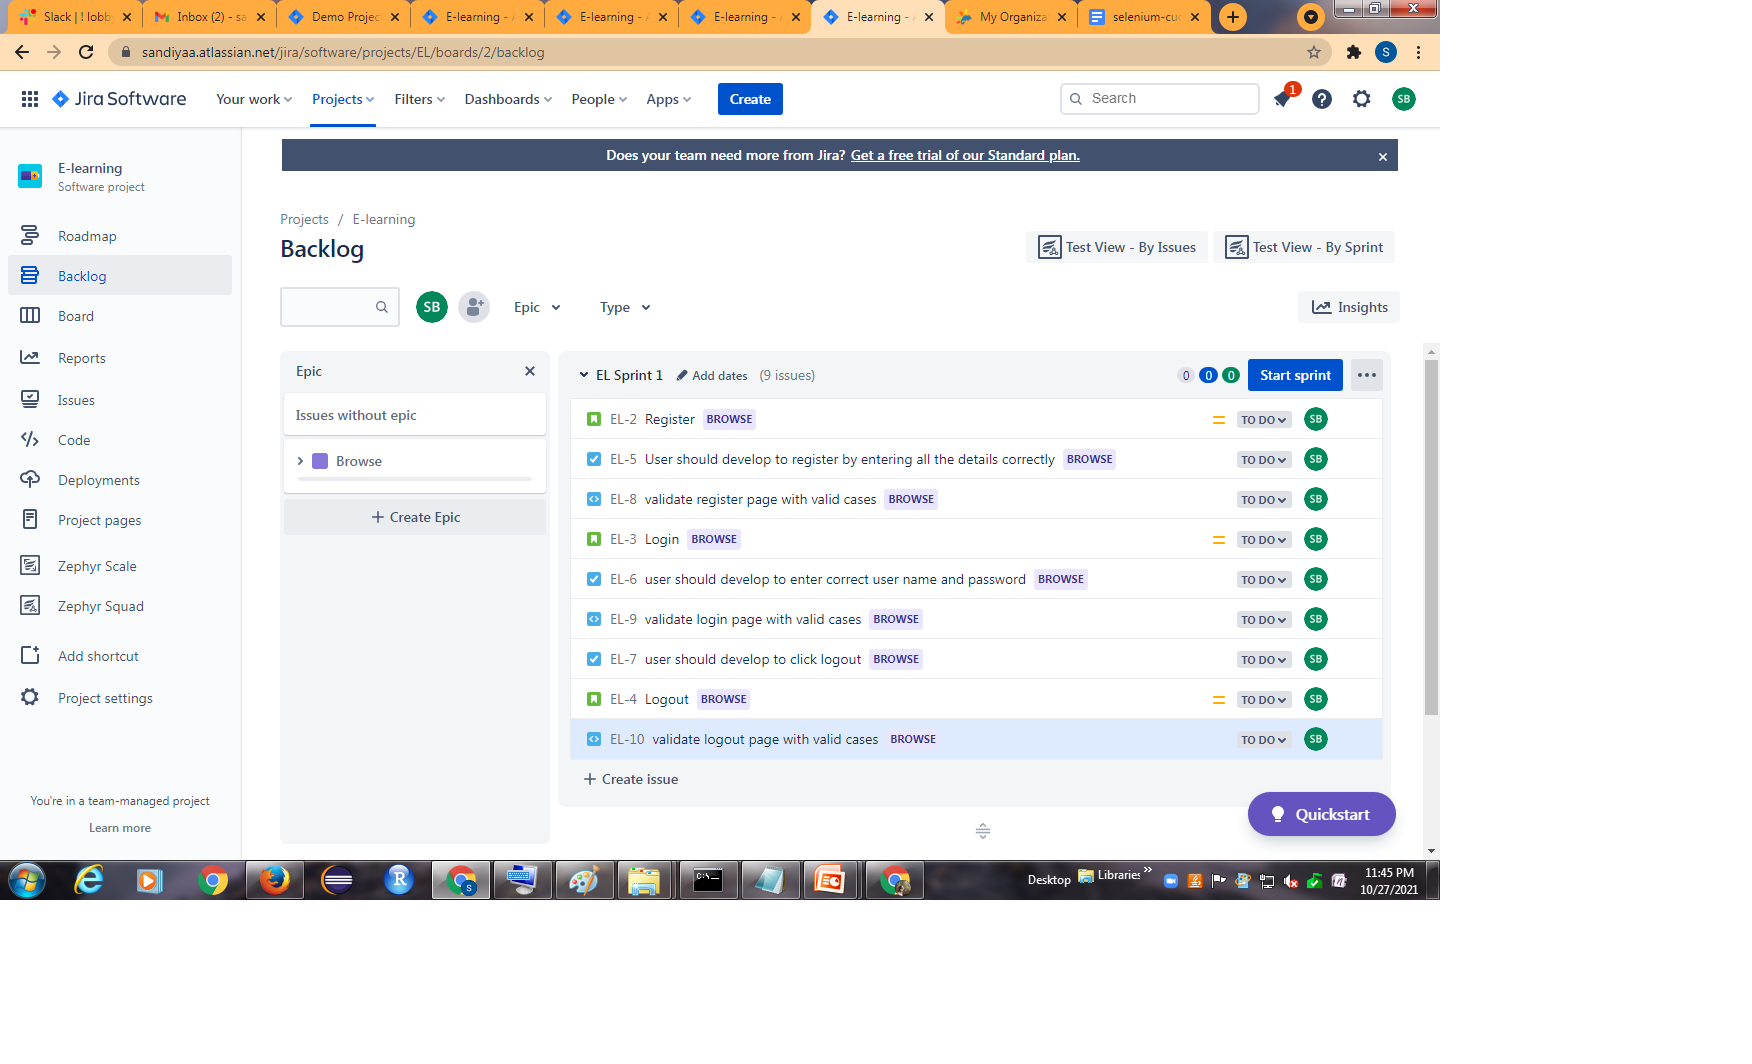 Slack | ! lobby
Inbox (2) - sa
Demo Project
E-learning - A
E-learning - A
E-learning - A
E-learning - A
My Organiza
selenium-cuc
sandiyaa.atlassian.net/jira/software/projects/EL/boards/2/backlog
S
Jira Software
Your work
Projects
Filters
Dashboards
People
Apps
Create
Search
1
SB
Does your team need more from Jira? Get a free trial of our Standard plan.
E-learning
Software project
Roadmap
Backlog
Board
Reports
Issues
Code
Deployments
Project pages
Zephyr Scale
Zephyr Squad
Add shortcut
Project settings
You're in a team-managed project
Learn more
Projects / E-learning
Backlog
Test View - By Issues
Test View - By Sprint
SB
Epic
Type
Insights
Epic
Issues without epic
Browse
+ Create Epic
EL Sprint 1 Add dates (9 issues)
0 0 0 Start sprint
EL-2 Register BROWSE TO DO SB
EL-5 User should develop to register by entering all the details correctly BROWSE TO DO SB
EL-8 validate register page with valid cases BROWSE TO DO SB
EL-3 Login BROWSE TO DO SB
EL-6 user should develop to enter correct user name and password BROWSE TO DO SB
EL-9 validate login page with valid cases BROWSE TO DO SB
EL-7 user should develop to click logout BROWSE TO DO SB
EL-4 Logout BROWSE TO DO SB
EL-10 validate logout page with valid cases BROWSE TO DO SB
+ Create issue
Quickstart
Desktop
Libraries
11:45 PM
10/27/2021